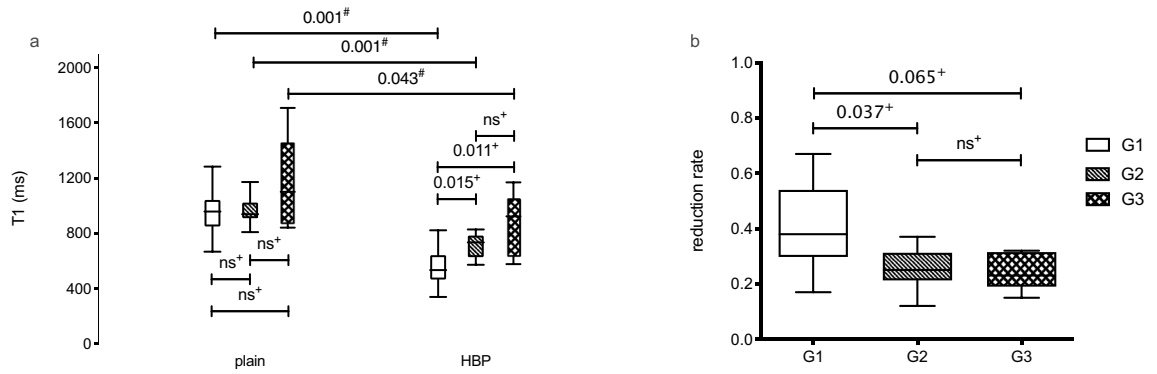 a
0.001#
0.001#
0.043#
ns+
0.011+
0.015+
ns+
ns+
ns+
T1 (ms)
2000
1600
1200
800
400
0
plain
HBP
b
0.065+
0.037+
ns+
reduction rate
1.0
0.8
0.6
0.4
0.2
0.0
G1
G2
G3
G1
G2
G3